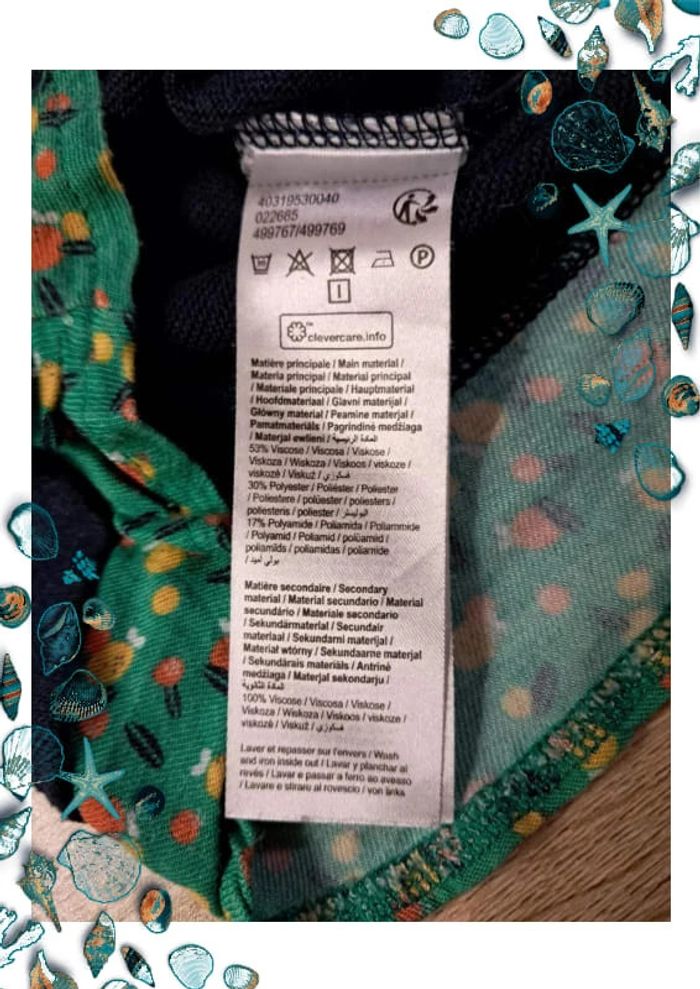 40319530040
022665
499767/499769
P
I
clevercare.info
Matière principale / Main material /
Materia principal / Material principal
/ Materiale principale / Hauptmaterial
/ Hoofdmateriaal / Glavni materijal /
Główny materiał / Peamine materjal /
Pamatmateriāls / Pagrindinė medžiaga
/ Materjal ewlieni / المادة الرئيسية
53% Viscose / Viscosa / Viskose /
Viskoza / Wiskoza / Viskoos / viskoze /
viskozė / Viskuż / فسكوزي
30% Polyester / Poliéster / Poliester
/ Poliestere / polüester / poliesters /
poliesteris / poliester / البوليستر
17% Polyamide / Poliamida / Poliammide
/ Polyamid / Poliamid / polüamiid /
poliamīds / poliamidas / poliamide
/ بولي أميد
Matière secondaire / Secondary
material / Material secundario / Material
secundário / Materiale secondario
/ Sekundärmaterial / Secundair
materiaal / Sekundarni materijal /
Materiał wtórny / Sekundaarne materjal
/ Sekundārais materiāls / Antrinė
medžiaga / Materjal sekondarju /
المادة الثانوية
100% Viscose / Viscosa / Viskose /
Viskoza / Wiskoza / Viskoos / viskoze /
viskozė / Viskuż / فسكوزي
Laver et repasser sur l'envers / Wash
and iron inside out / Lavar y planchar al
revés / Lavar e passar a ferro ao avesso
/ Lavare e stirare al rovescio / von links